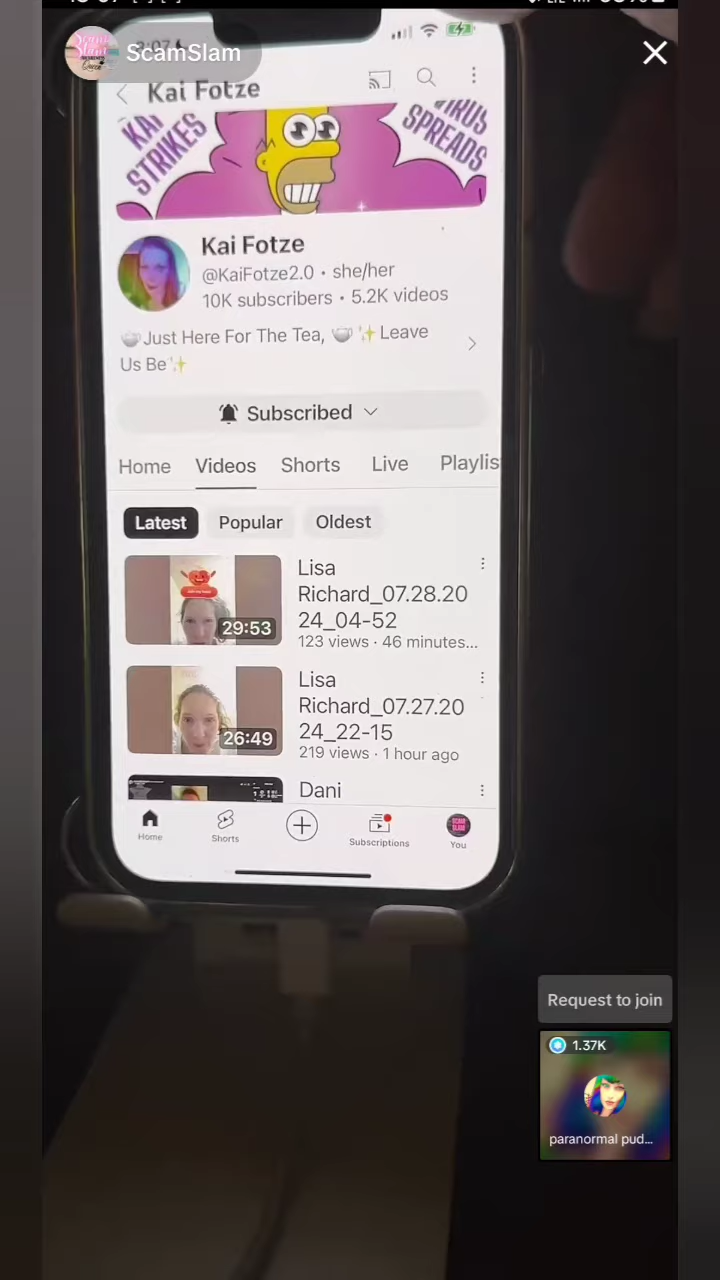 ScamSlam
Kai Fotze
KAI
STRIKES
VIRUS
SPREADS
Kai Fotze
@KaiFotze2.0 • she/her
10K subscribers • 5.2K videos
🍵Just Here For The Tea, 🍵 ✨Leave
Us Be✨
Subscribed
Home Videos Shorts Live Playlis
Latest Popular Oldest
29:53
Lisa
Richard_07.28.20
24_04-52
123 views · 46 minutes...
26:49
Lisa
Richard_07.27.20
24_22-15
219 views · 1 hour ago
Dani
Home Shorts Subscriptions You
Request to join
1.37K
paranormal pud...